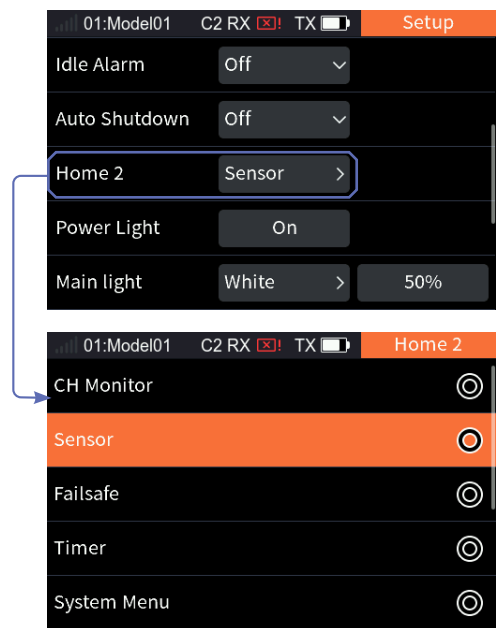 01:Model01 C2 RX ! TX Setup
Idle Alarm Off
Auto Shutdown Off
Home 2 Sensor
Power Light On
Main light White 50%
01:Model01 C2 RX ! TX Home 2
CH Monitor
Sensor
Failsafe
Timer
System Menu